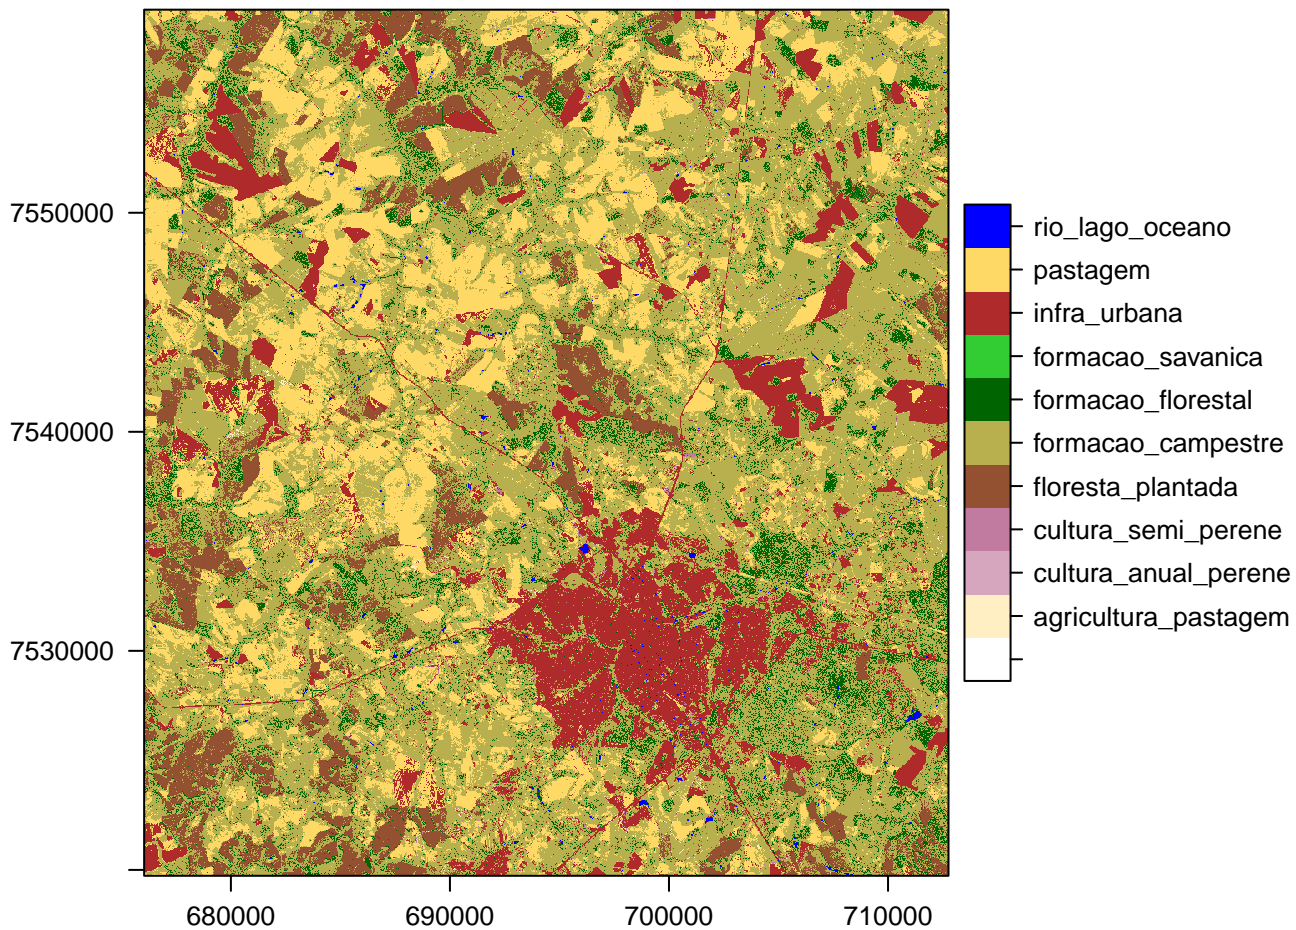 7550000
7540000
7530000
680000 690000 700000 710000
rio_lago_oceano
pastagem
infra_urbana
formacao_savanica
formacao_florestal
formacao_campestre
floresta_plantada
cultura_semi_perene
cultura_anual_perene
agricultura_pastagem